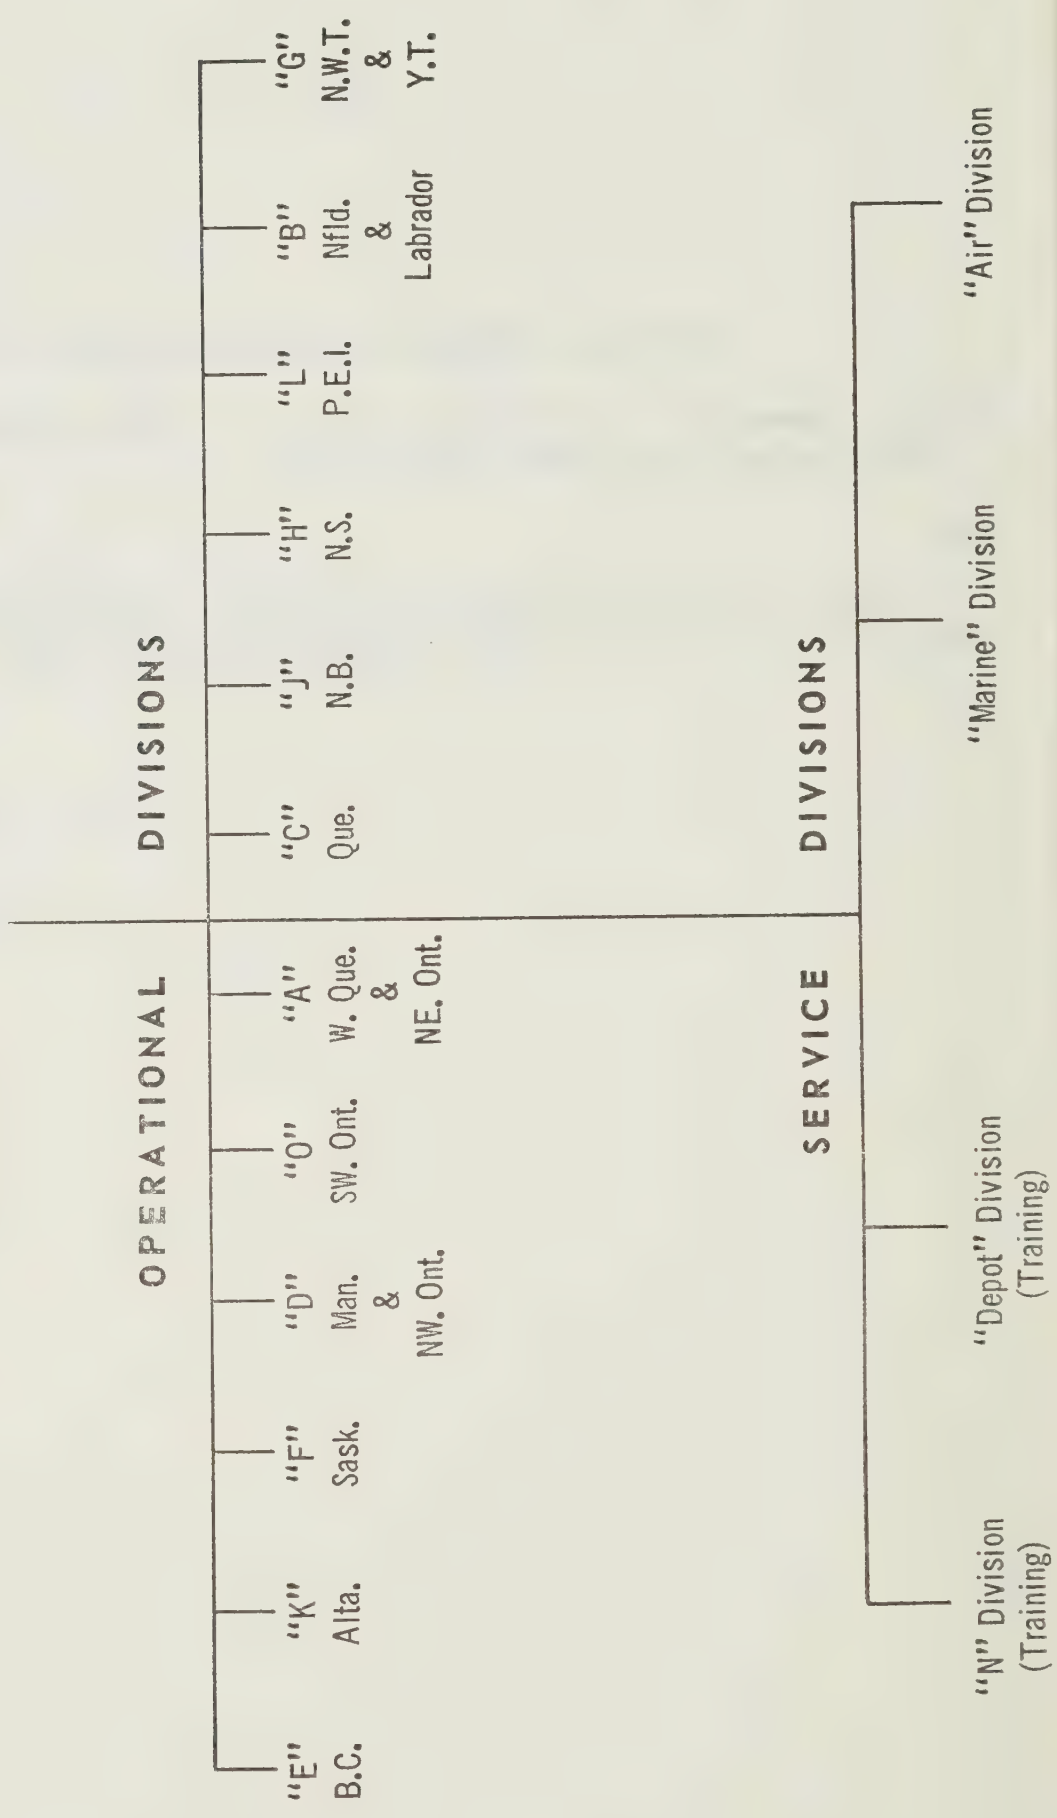 OPERATIONAL DIVISIONS
"E"
B.C.
"K"
Alta.
"F"
Sask.
"D"
Man.
&
NW. Ont.
"O"
SW. Ont.
"A"
W. Que.
&
NE. Ont.
"C"
Que.
"J"
N.B.
"H"
N.S.
"L"
P.E.I.
"B"
Nfld.
&
Labrador
"G"
N.W.T.
&
Y.T.
SERVICE DIVISIONS
"N" Division
(Training)
"Depot" Division
(Training)
"Marine" Division
"Air" Division